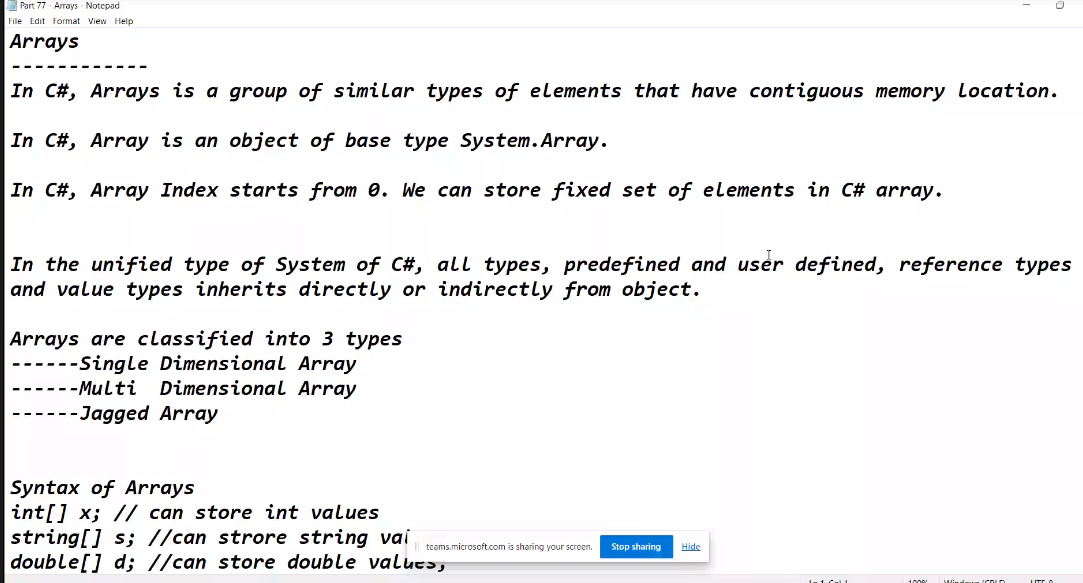 Part 77 - Arrays - Notepad
File Edit Format View Help
Arrays
------------
In C#, Arrays is a group of similar types of elements that have contiguous memory location.
In C#, Array is an object of base type System.Array.
In C#, Array Index starts from 0. We can store fixed set of elements in C# array.
In the unified type of System of C#, all types, predefined and user defined, reference types
and value types inherits directly or indirectly from object.
Arrays are classified into 3 types
------Single Dimensional Array
------Multi  Dimensional Array
------Jagged Array
Syntax of Arrays
int[] x; // can store int values
string[] s; //can strore string val
teams.microsoft.com is sharing your screen. Stop sharing Hide
double[] d; //can store double values;
100% Windows (CRLF) UTF-8